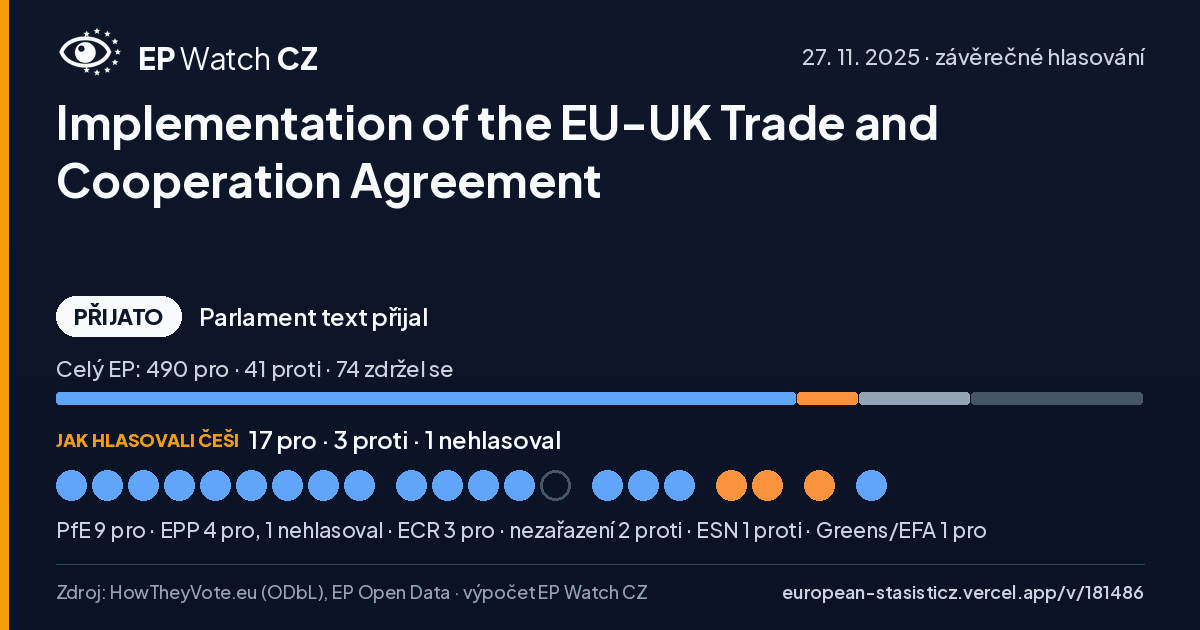 EP Watch CZ
27. 11. 2025 · závěrečné hlasování
Implementation of the EU–UK Trade and
Cooperation Agreement
PŘIJATO
Parlament text přijal
Celý EP: 490 pro · 41 proti · 74 zdržel se
JAK HLASOVALI ČEŠI 17 pro · 3 proti · 1 nehlasoval
PfE 9 pro · EPP 4 pro, 1 nehlasoval · ECR 3 pro · nezařazení 2 proti · ESN 1 proti · Greens/EFA 1 pro
Zdroj: HowTheyVote.eu (ODbL), EP Open Data · výpočet EP Watch CZ
european-stasisticz.vercel.app/v/181486